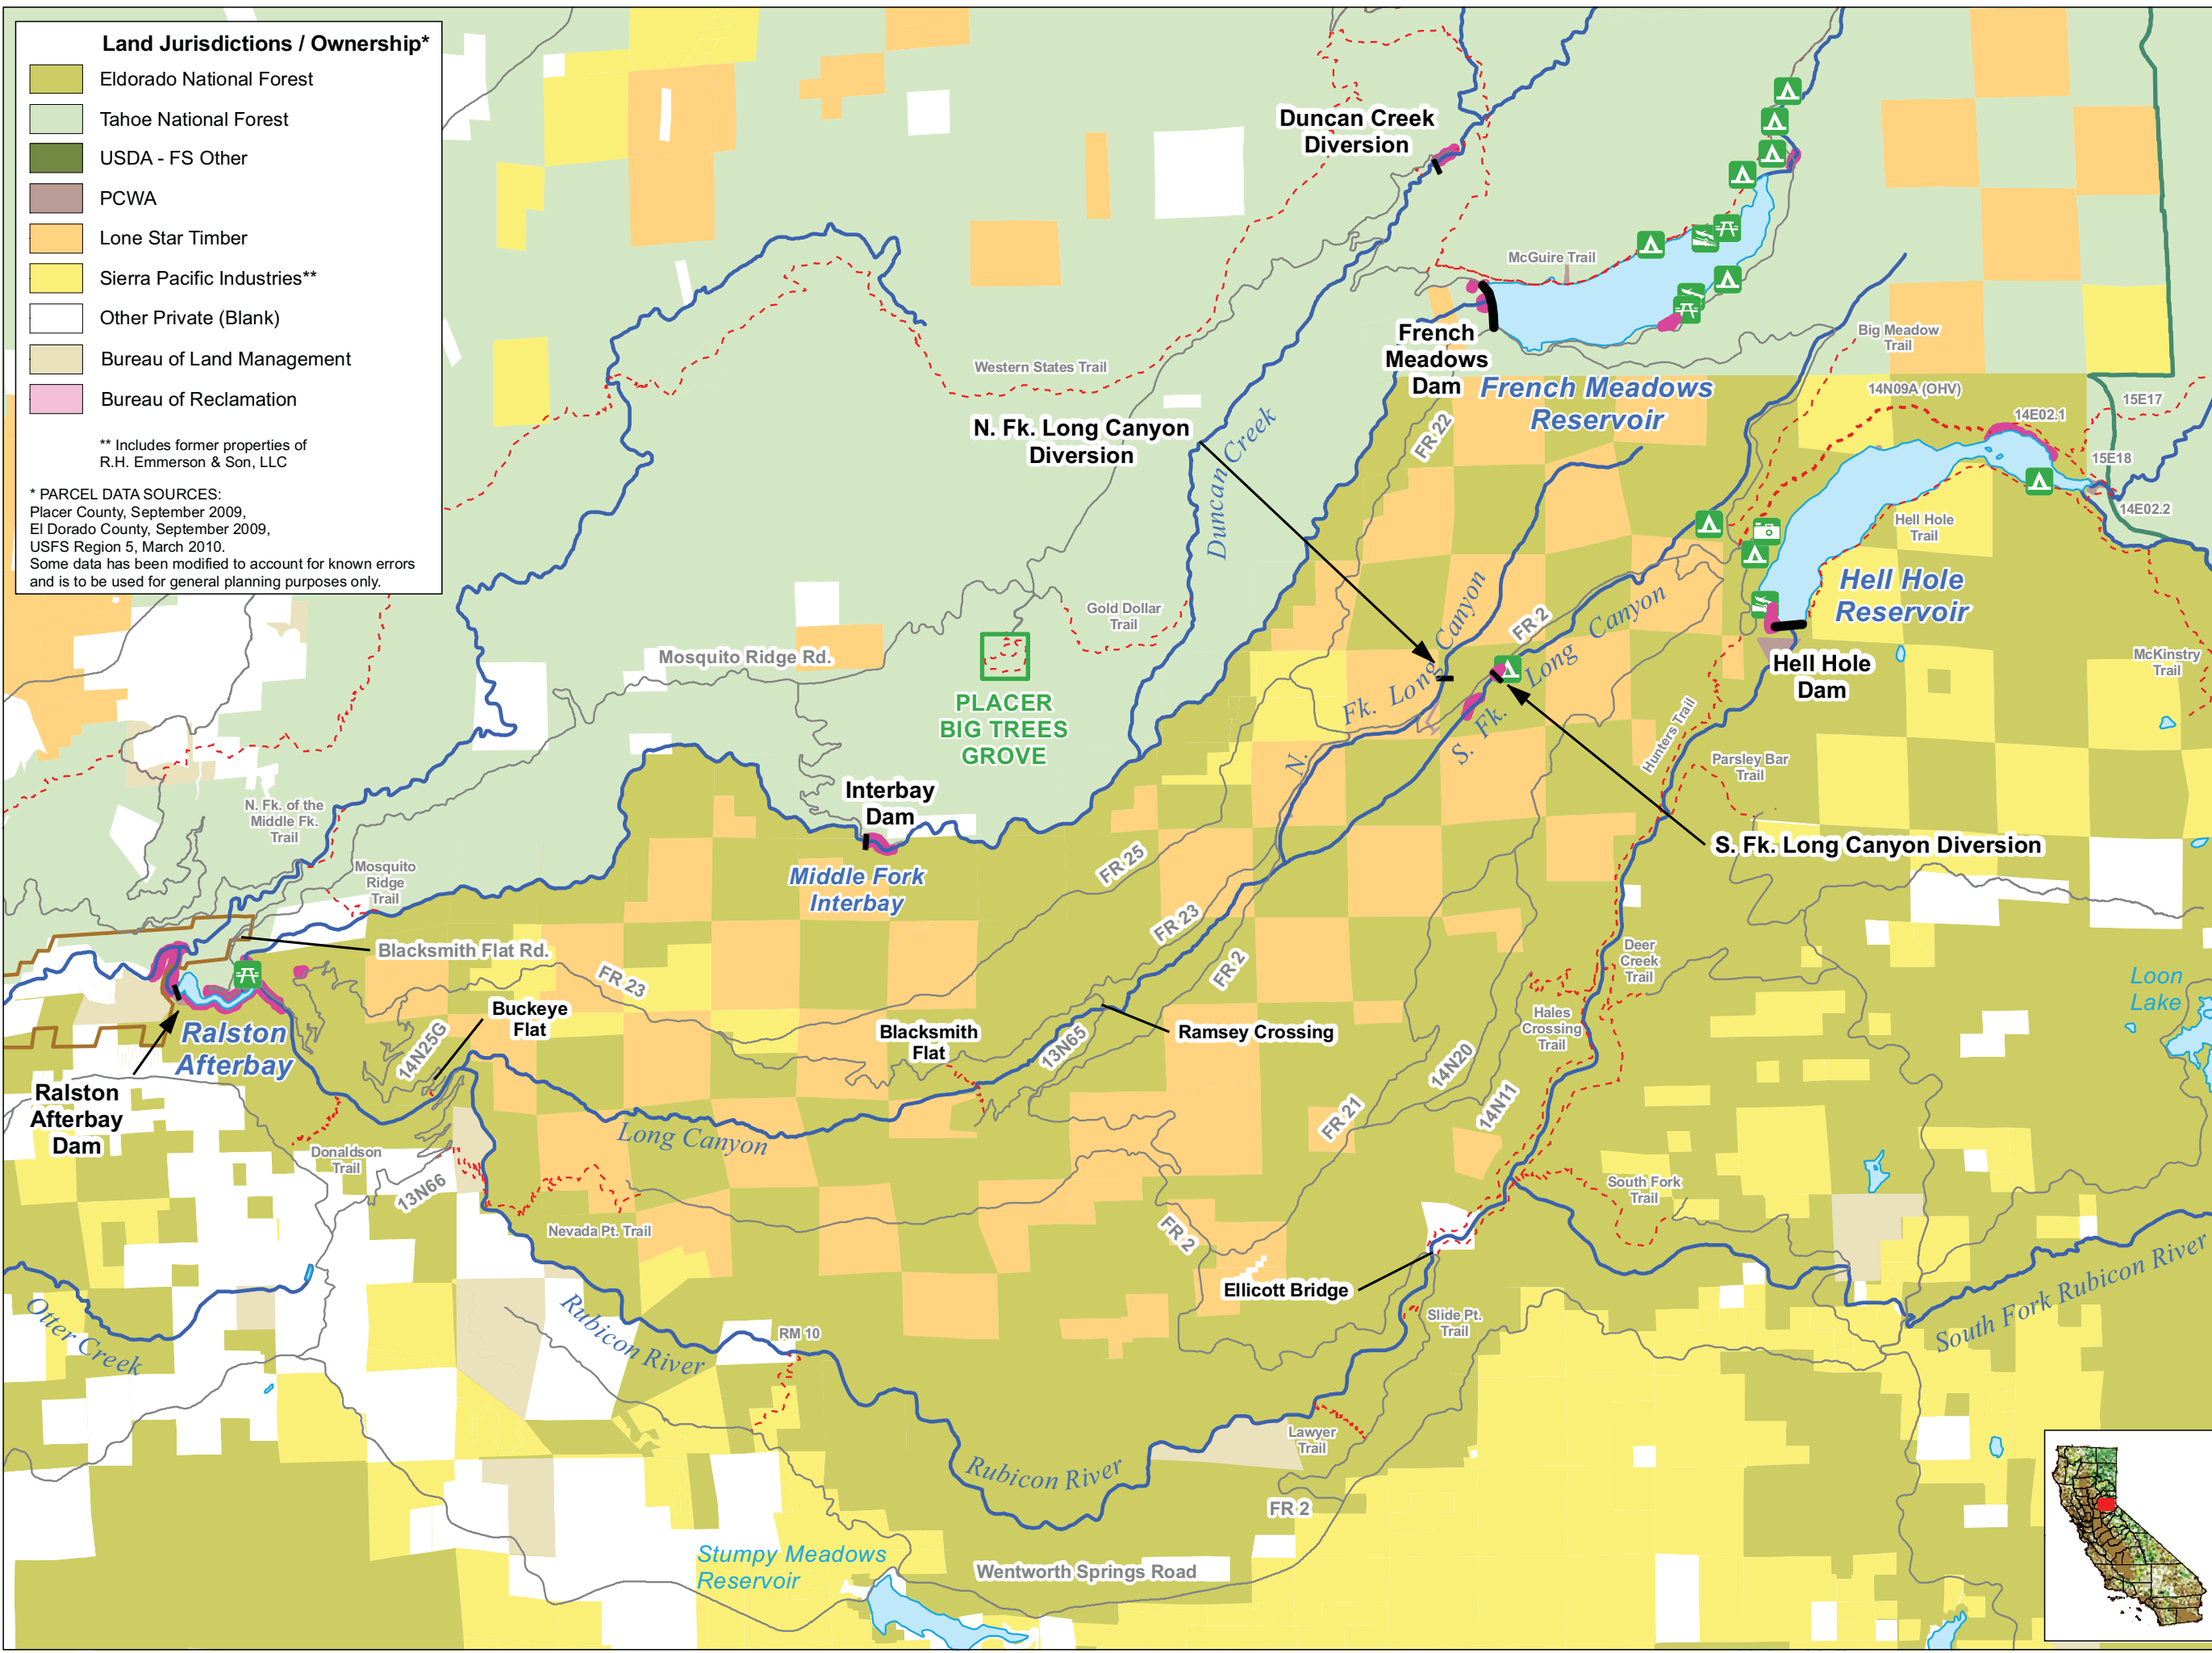 Land Jurisdictions / Ownership*
Eldorado National Forest
Tahoe National Forest
USDA - FS Other
PCWA
Lone Star Timber
Sierra Pacific Industries**
Other Private (Blank)
Bureau of Land Management
Bureau of Reclamation
** Includes former properties of
R.H. Emmerson & Son, LLC
* PARCEL DATA SOURCES:
Placer County, September 2009,
El Dorado County, September 2009,
USFS Region 5, March 2010.
Some data has been modified to account for known errors
and is to be used for general planning purposes only.
Duncan Creek
Diversion
McGuire Trail
French
Meadows
Dam
French Meadows
Reservoir
Big Meadow
Trail
14N09A (OHV)
14E02.1
15E17
15E18
14E02.2
Western States Trail
N. Fk. Long Canyon
Diversion
Duncan Creek
FR 22
Hell Hole
Trail
Hell Hole
Reservoir
Gold Dollar
Trail
Mosquito Ridge Rd.
PLACER
BIG TREES
GROVE
N. Fk. Long Canyon
FR 2
S. Fk. Long Canyon
Hell Hole
Dam
McKinstry
Trail
Hunters Trail
Parsley Bar
Trail
S. Fk. Long Canyon Diversion
Interbay
Dam
Middle Fork
Interbay
N. Fk. of the
Middle Fk.
Trail
Mosquito
Ridge
Trail
Blacksmith Flat Rd.
FR 25
FR 23
FR 2
FR 23
Deer
Creek
Trail
Loon
Lake
Ralston
Afterbay
Ralston
Afterbay
Dam
Buckeye
Flat
14N25G
Blacksmith
Flat
13N65
Ramsey Crossing
Hales
Crossing
Trail
14N20
14N11
FR 21
Long Canyon
Donaldson
Trail
13N66
Nevada Pt. Trail
FR 2
South Fork
Trail
Ellicott Bridge
Slide Pt.
Trail
South Fork Rubicon River
Otter Creek
Rubicon River
RM 10
Lawyer
Trail
Rubicon River
FR 2
Stumpy Meadows
Reservoir
Wentworth Springs Road